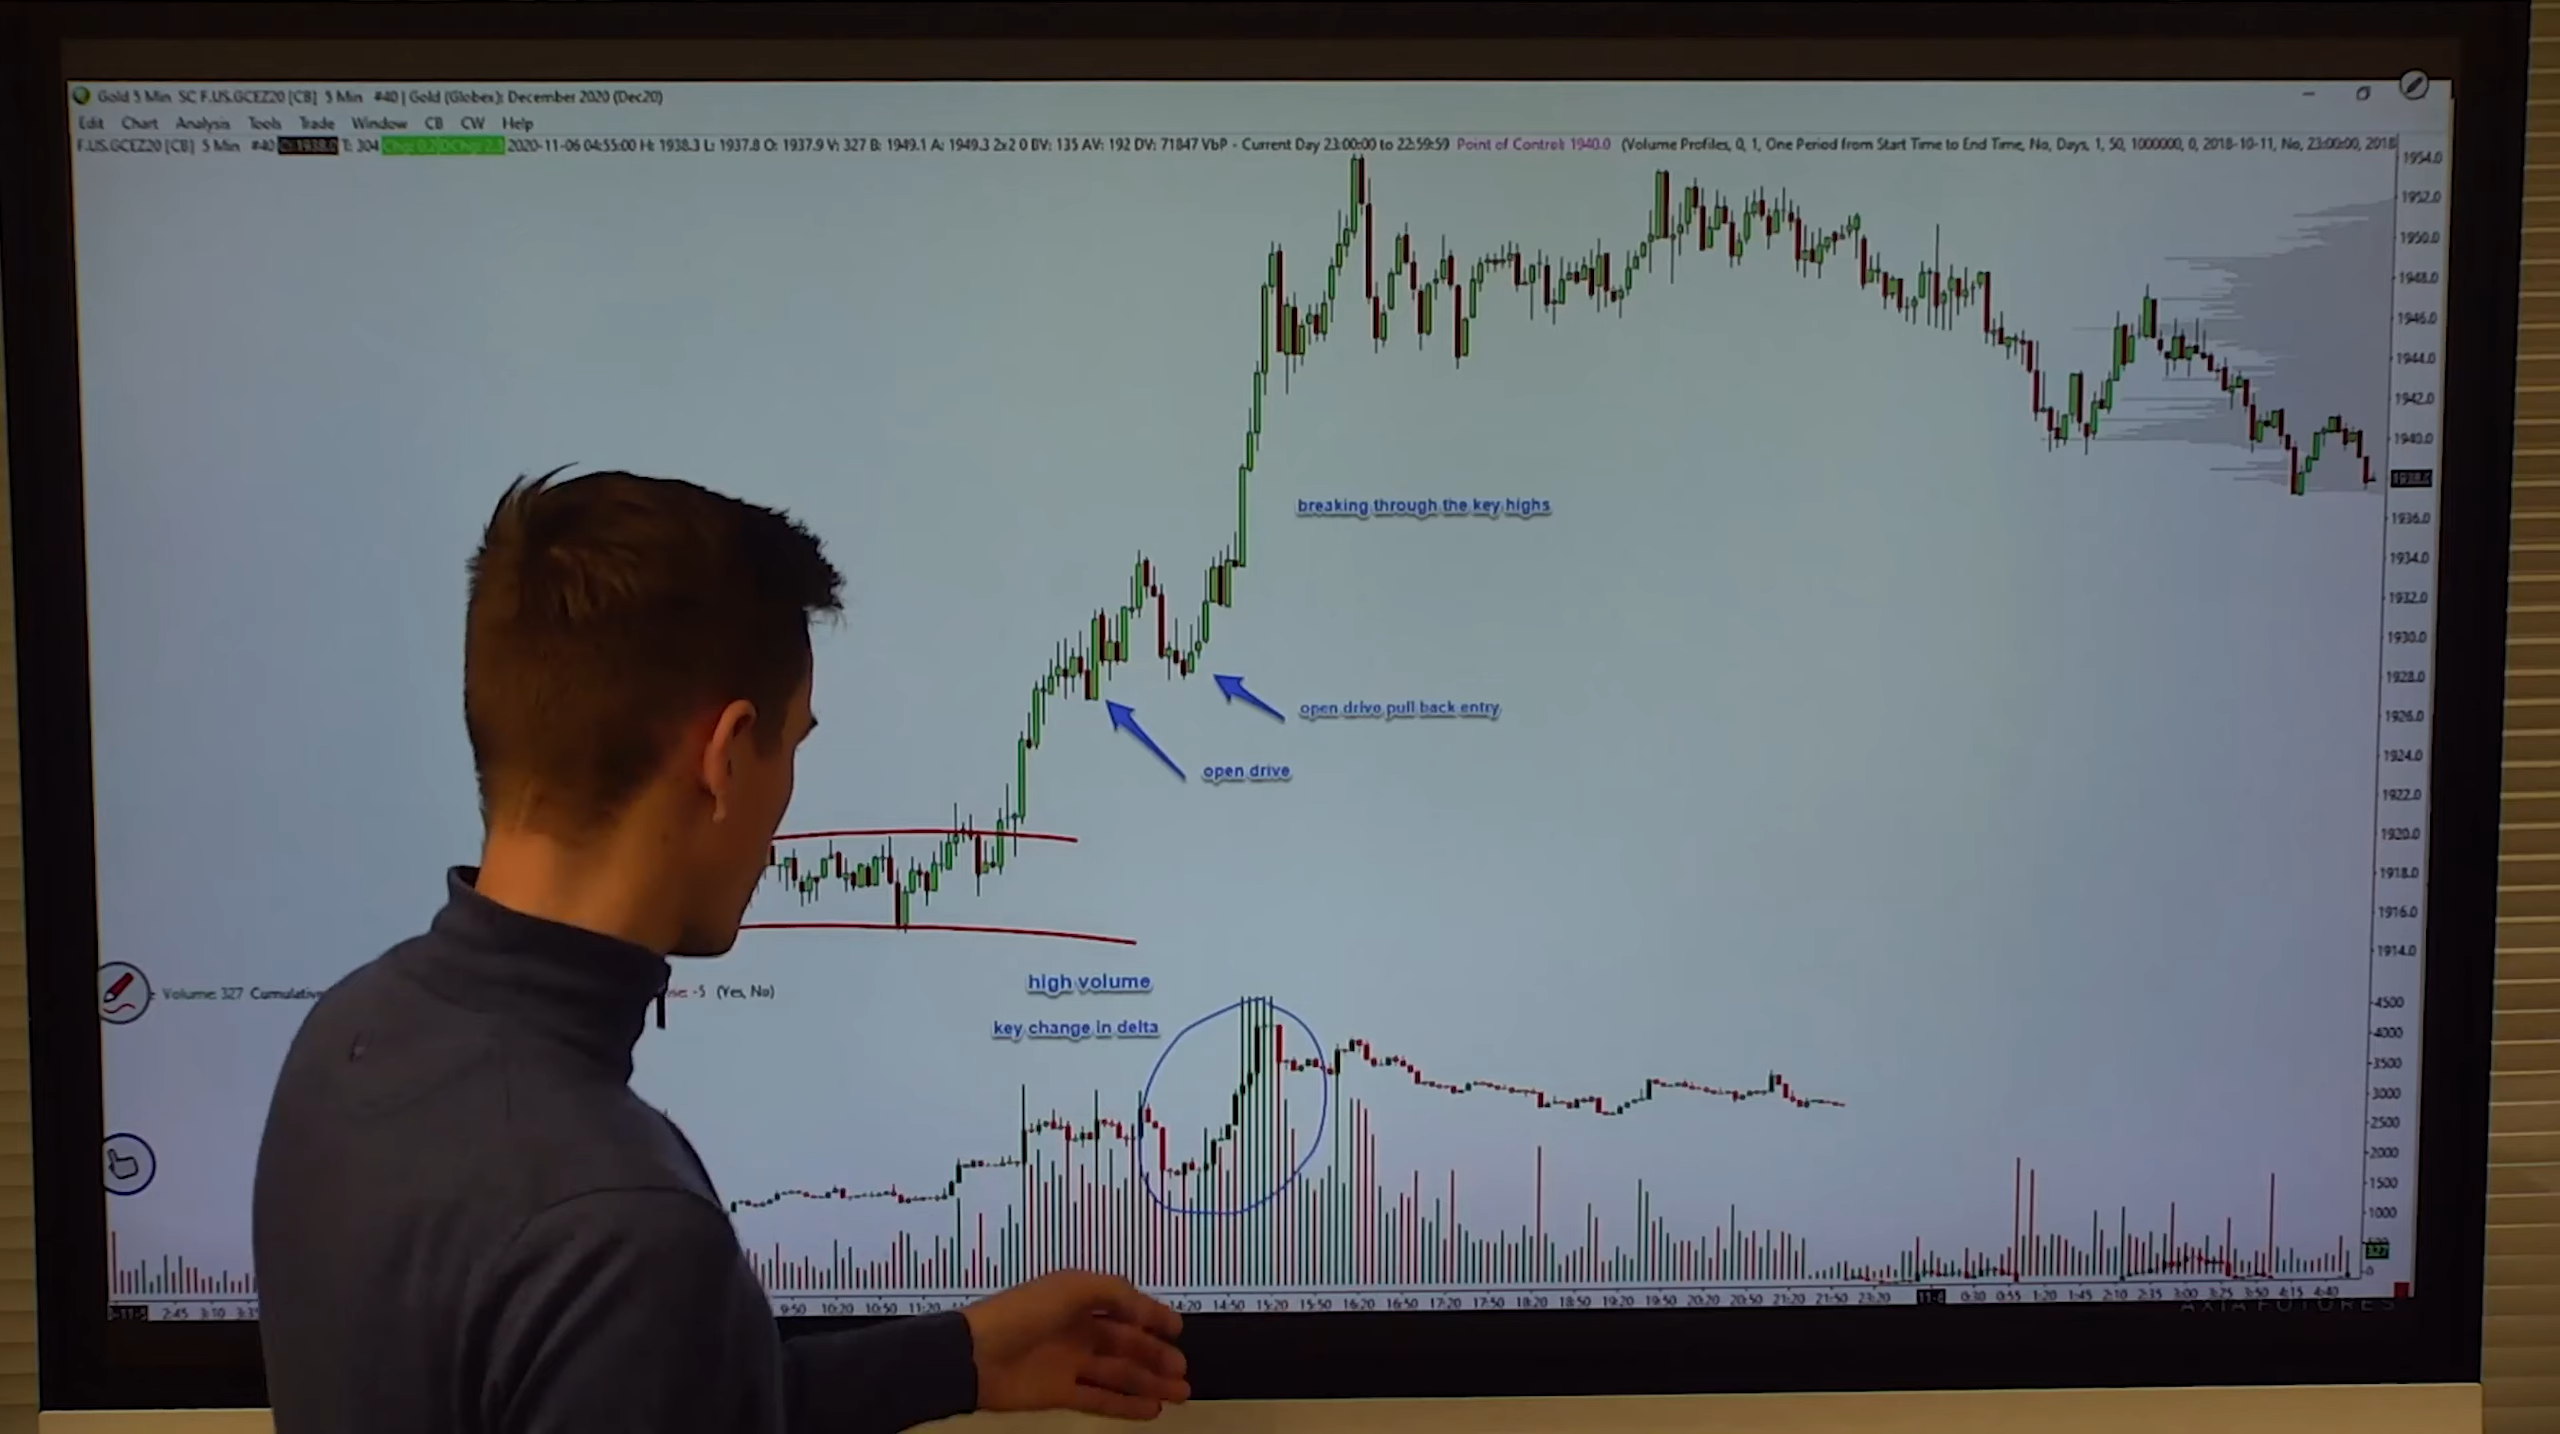 Gold 5 Min SC F.US.GCEZ20 [CB] 5 Min #40 | Gold (Globex): December 2020 (Dec20)
Edit Chart Analysis Tools Trade Window CB CW Help
F.US.GCEZ20 [CB] 5 Min #40 T: 304 2020-11-06 04:55:00 H: 1938.3 L: 1937.8 O: 1937.9 V: 327 B: 1949.1 A: 1949.3 2x2 0 BV: 135 AV: 192 DV: 71847 VbP - Current Day 23:00:00 to 22:59:59 Point of Control: 1940.0 (Volume Profiles, 0, 1, One Period from Start Time to End Time, No, Days, 1, 50, 1000000, 0, 2018-10-11, No, 23:00:00, 2018
1954.0
1952.0
1950.0
1948.0
1946.0
1944.0
1942.0
1940.0
1936.0
breaking through the key highs
1934.0
1932.0
1930.0
1928.0
open drive pull back entry
1926.0
open drive
1924.0
1922.0
1920.0
1918.0
1916.0
1914.0
high volume
Volume: 327 Cumulative -5 (Yes, No)
key change in delta
4500
4000
3500
3000
2500
2000
1500
1000
327
0
2:45 3:10 9:50 10:20 10:50 11:20 14:20 14:50 15:20 15:50 16:20 16:50 17:20 17:50 18:20 18:50 19:20 19:50 20:20 20:50 21:20 21:50 23:20 0:30 0:55 1:20 1:45 2:10 2:35 3:00 3:25 3:50 4:15 4:40
AXIA FUTURES